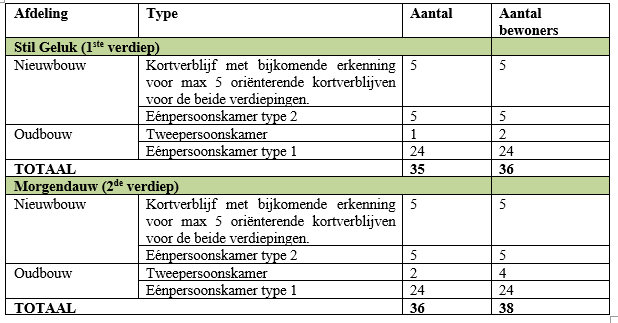 Afdeling Type Aantal Aantal
bewoners
Stil Geluk (1ste verdiep)
Nieuwbouw Kortverblijf met bijkomende erkenning 5 5
voor max 5 oriënterende kortverblijven
voor de beide verdiepingen.
Eénpersoonskamer type 2 5 5
Oudbouw Tweepersoonskamer 1 2
Eénpersoonskamer type 1 24 24
TOTAAL 35 36
Morgendauw (2de verdiep)
Nieuwbouw Kortverblijf met bijkomende erkenning 5 5
voor max 5 oriënterende kortverblijven
voor de beide verdiepingen.
Eénpersoonskamer type 2 5 5
Oudbouw Tweepersoonskamer 2 4
Eénpersoonskamer type 1 24 24
TOTAAL 36 38